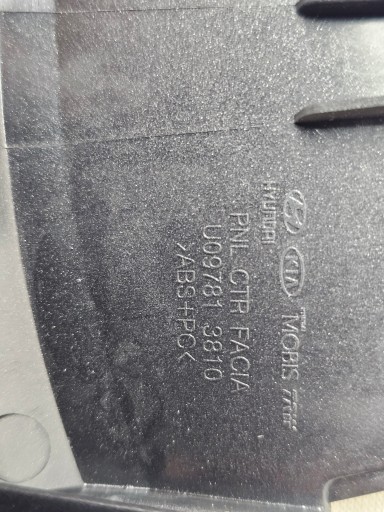 HYUNDAI KIA MOBIS
PNL CTR FACIA
U09781 3810
>ABS+PC<